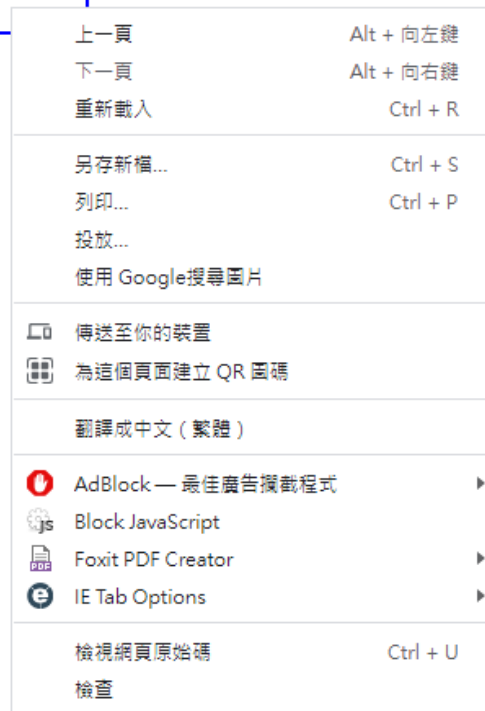 上一頁 Alt + 向左鍵
下一頁 Alt + 向右鍵
重新載入 Ctrl + R
另存新檔... Ctrl + S
列印... Ctrl + P
投放...
使用 Google搜尋圖片
傳送至你的裝置
為這個頁面建立 QR 圖碼
翻譯成中文 ( 繁體 )
AdBlock — 最佳廣告攔截程式
JS Block JavaScript
PDF Foxit PDF Creator
e IE Tab Options
檢視網頁原始碼 Ctrl + U
檢查